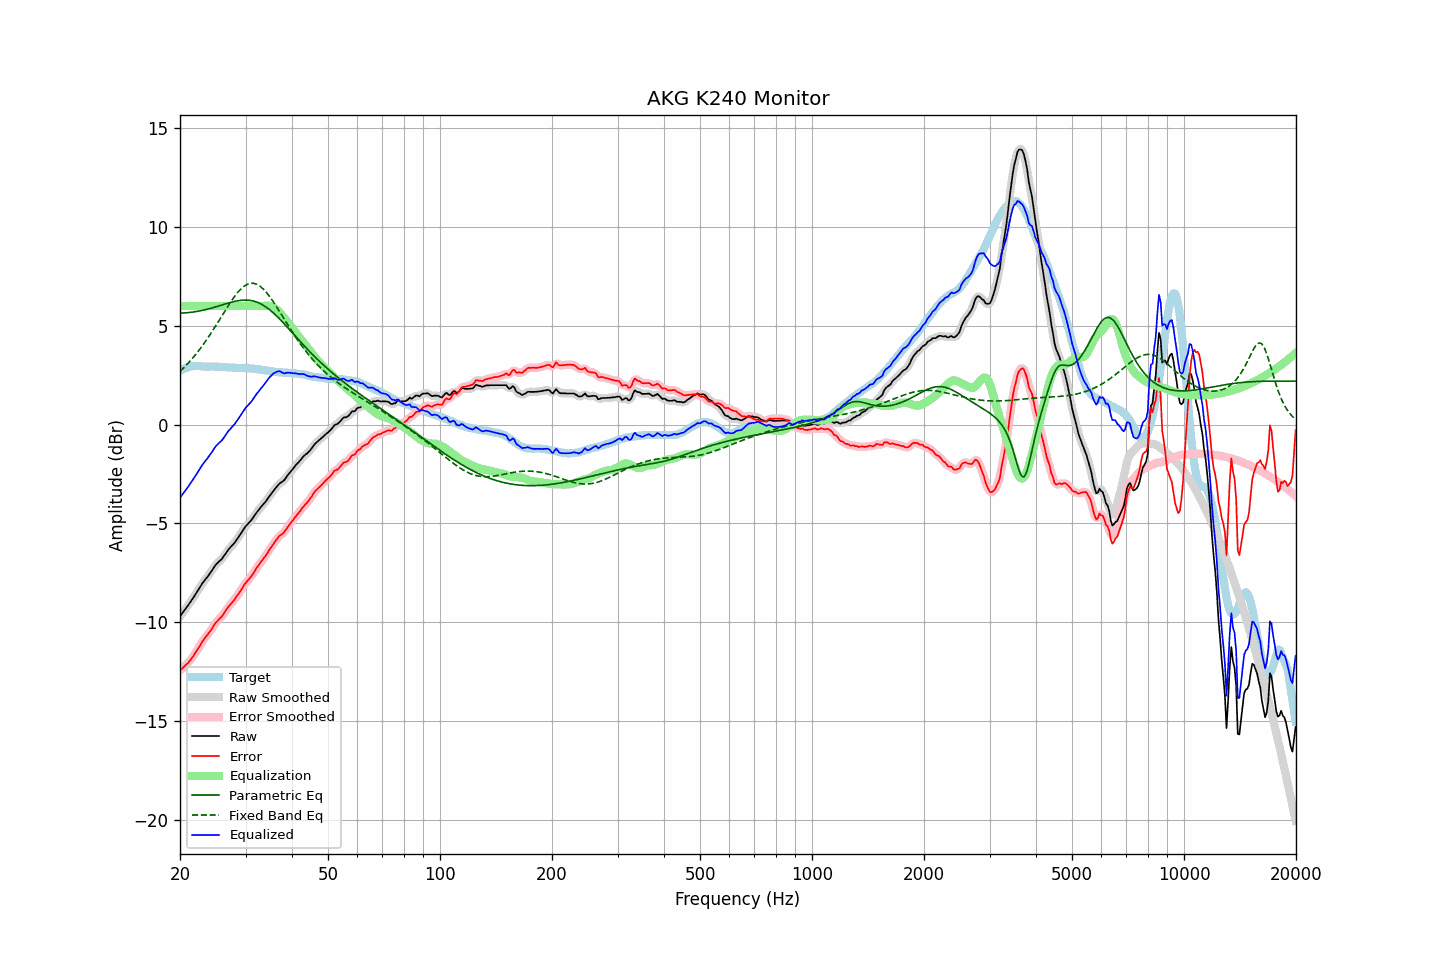 AKG K240 Monitor
Amplitude (dBr)
15
10
5
0
−5
−10
−15
−20
Target
Raw Smoothed
Error Smoothed
Raw
Error
Equalization
Parametric Eq
Fixed Band Eq
Equalized
20 50 100 200 500 1000 2000 5000 10000 20000
Frequency (Hz)